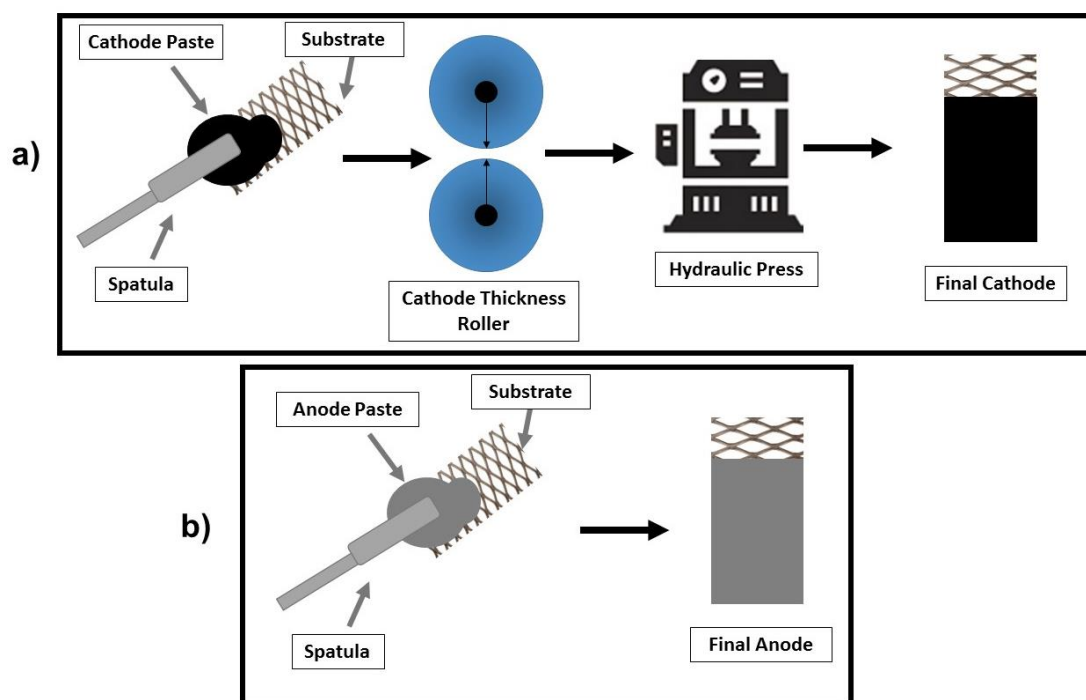 Cathode Paste
Substrate
a)
Spatula
Cathode Thickness
Roller
Hydraulic Press
Final Cathode
Anode Paste
Substrate
b)
Spatula
Final Anode